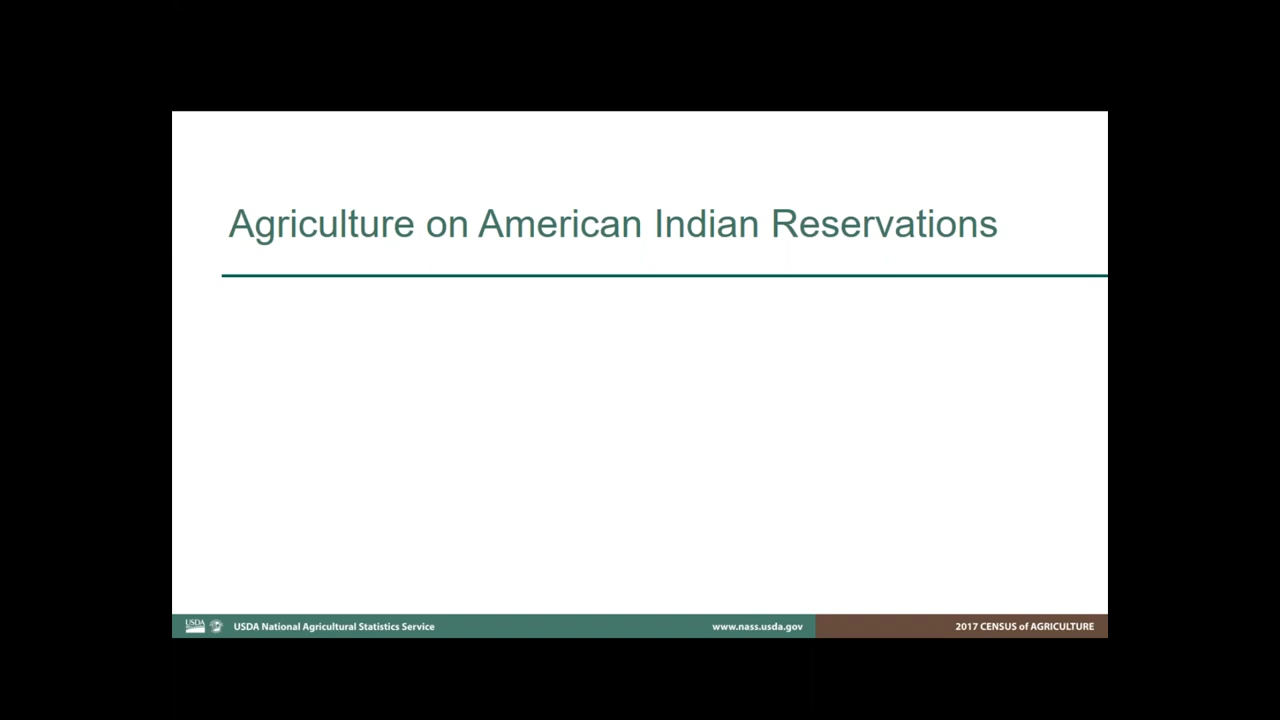 Agriculture on American Indian Reservations
USDA
USDA National Agricultural Statistics Service
www.nass.usda.gov
2017 CENSUS of AGRICULTURE